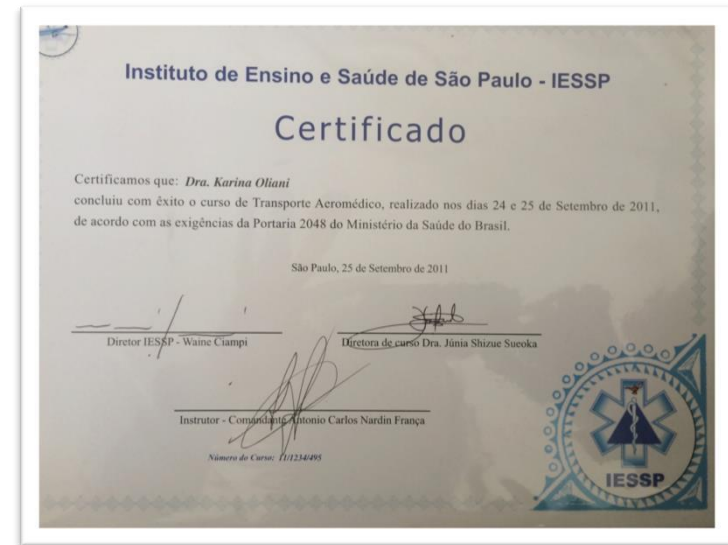 Instituto de Ensino e Saúde de São Paulo - IESSP
Certificado
Certificamos que: Dra. Karina Oliani
concluiu com êxito o curso de Transporte Aeromédico, realizado nos dias 24 e 25 de Setembro de 2011,
de acordo com as exigências da Portaria 2048 do Ministério da Saúde do Brasil.
São Paulo, 25 de Setembro de 2011
Diretor IESSP - Waine Ciampi
Diretora de curso Dra. Júnia Shizue Sueoka
Instrutor - Comandante Antonio Carlos Nardin França
Número do Curso: 11/1234/495
IESSP